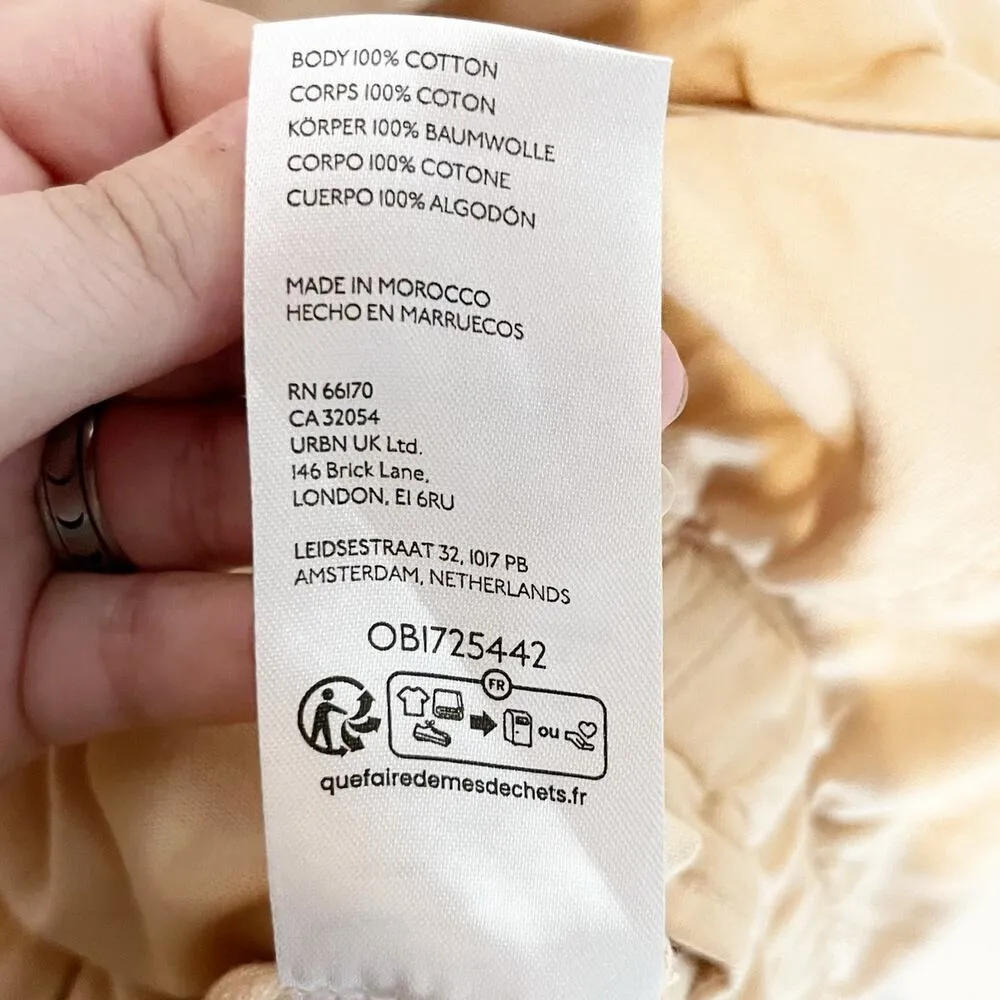 BODY 100% COTTON
CORPS 100% COTON
KÖRPER 100% BAUMWOLLE
CORPO 100% COTONE
CUERPO 100% ALGODÓN
MADE IN MOROCCO
HECHO EN MARRUECOS
RN 66170
CA 32054
URBN UK Ltd.
146 Brick Lane,
LONDON, E1 6RU
LEIDSESTRAAT 32, 1017 PB
AMSTERDAM, NETHERLANDS
OB1725442
FR
ou
quefairedemesdechets.fr